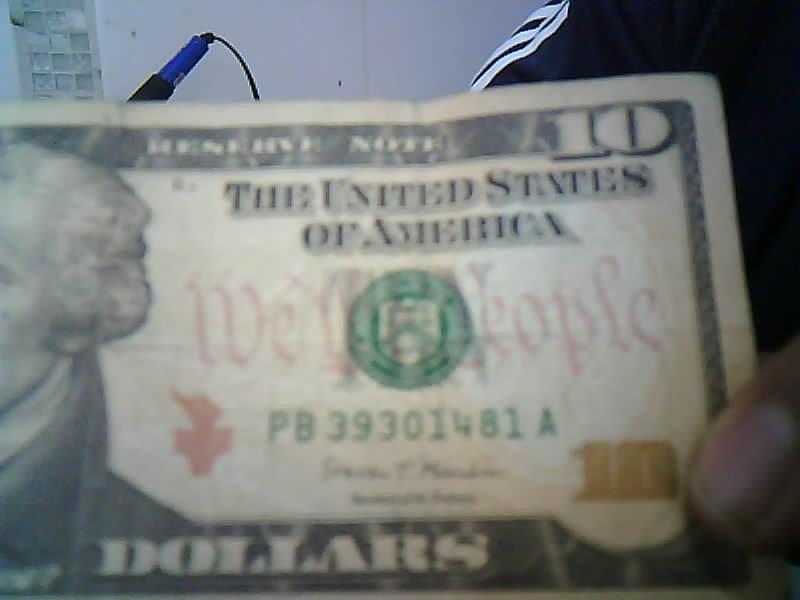 RESERVE NOTE 10
THE UNITED STATES
OF AMERICA
We the People
PB 39301481 A
10
DOLLARS